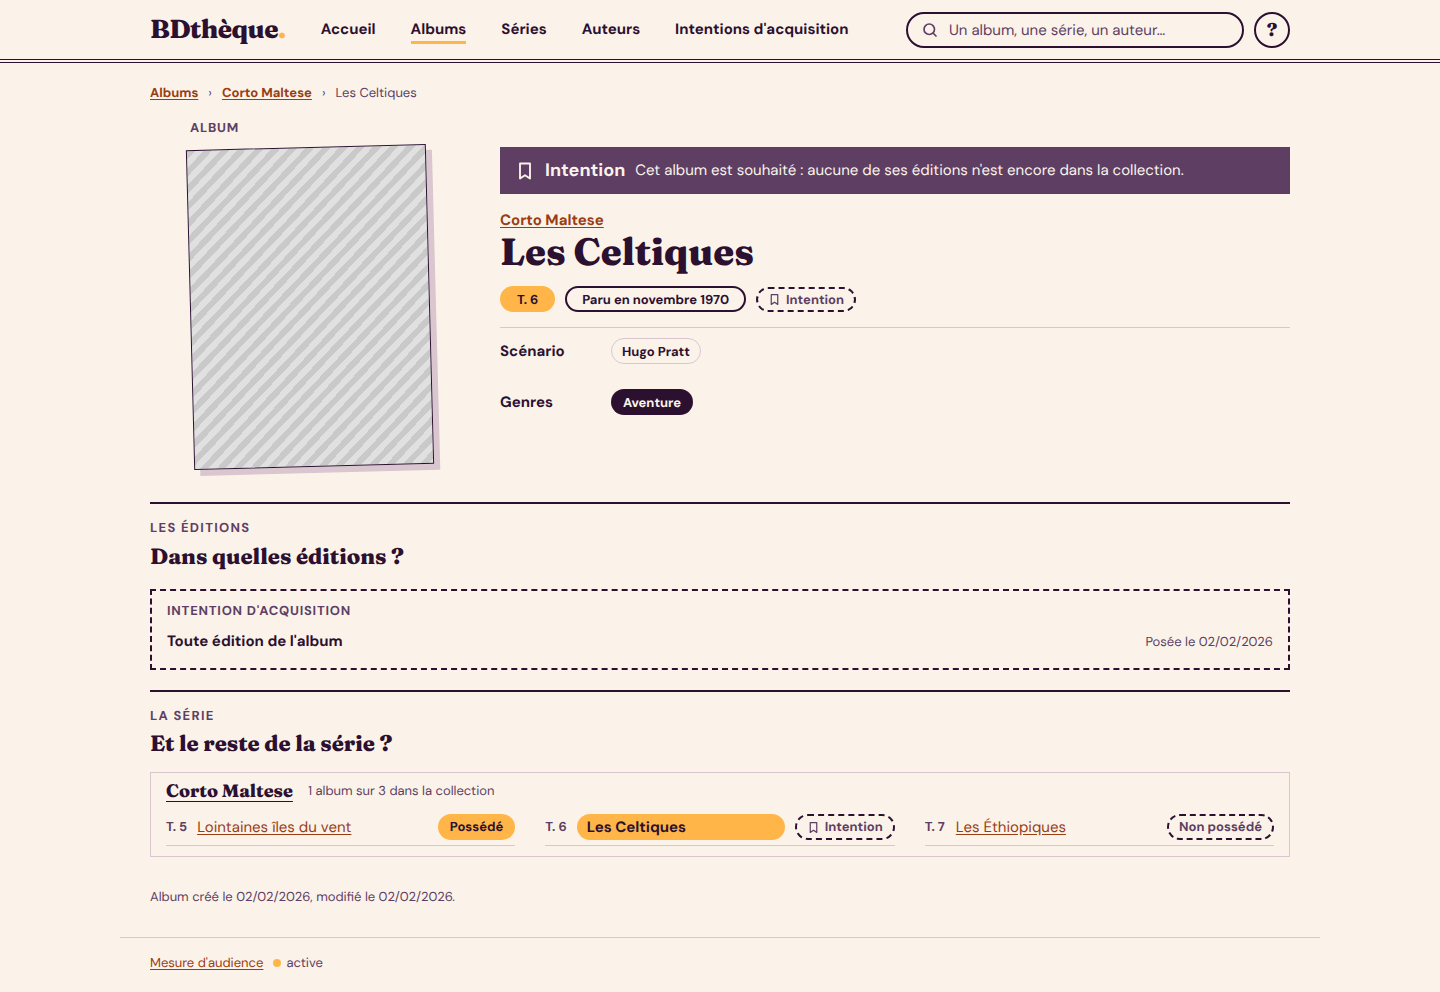 BDthèque.
Accueil Albums Séries Auteurs Intentions d'acquisition Un album, une série, un auteur... ?
Albums › Corto Maltese › Les Celtiques
ALBUM
Intention Cet album est souhaité : aucune de ses éditions n'est encore dans la collection.
Corto Maltese
Les Celtiques
T. 6 Paru en novembre 1970 Intention
Scénario Hugo Pratt
Genres Aventure
LES ÉDITIONS
Dans quelles éditions ?
INTENTION D'ACQUISITION
Toute édition de l'album Posée le 02/02/2026
LA SÉRIE
Et le reste de la série ?
Corto Maltese 1 album sur 3 dans la collection
T. 5 Lointaines îles du vent Possédé T. 6 Les Celtiques Intention T. 7 Les Éthiopiques Non possédé
Album créé le 02/02/2026, modifié le 02/02/2026.
Mesure d'audience active